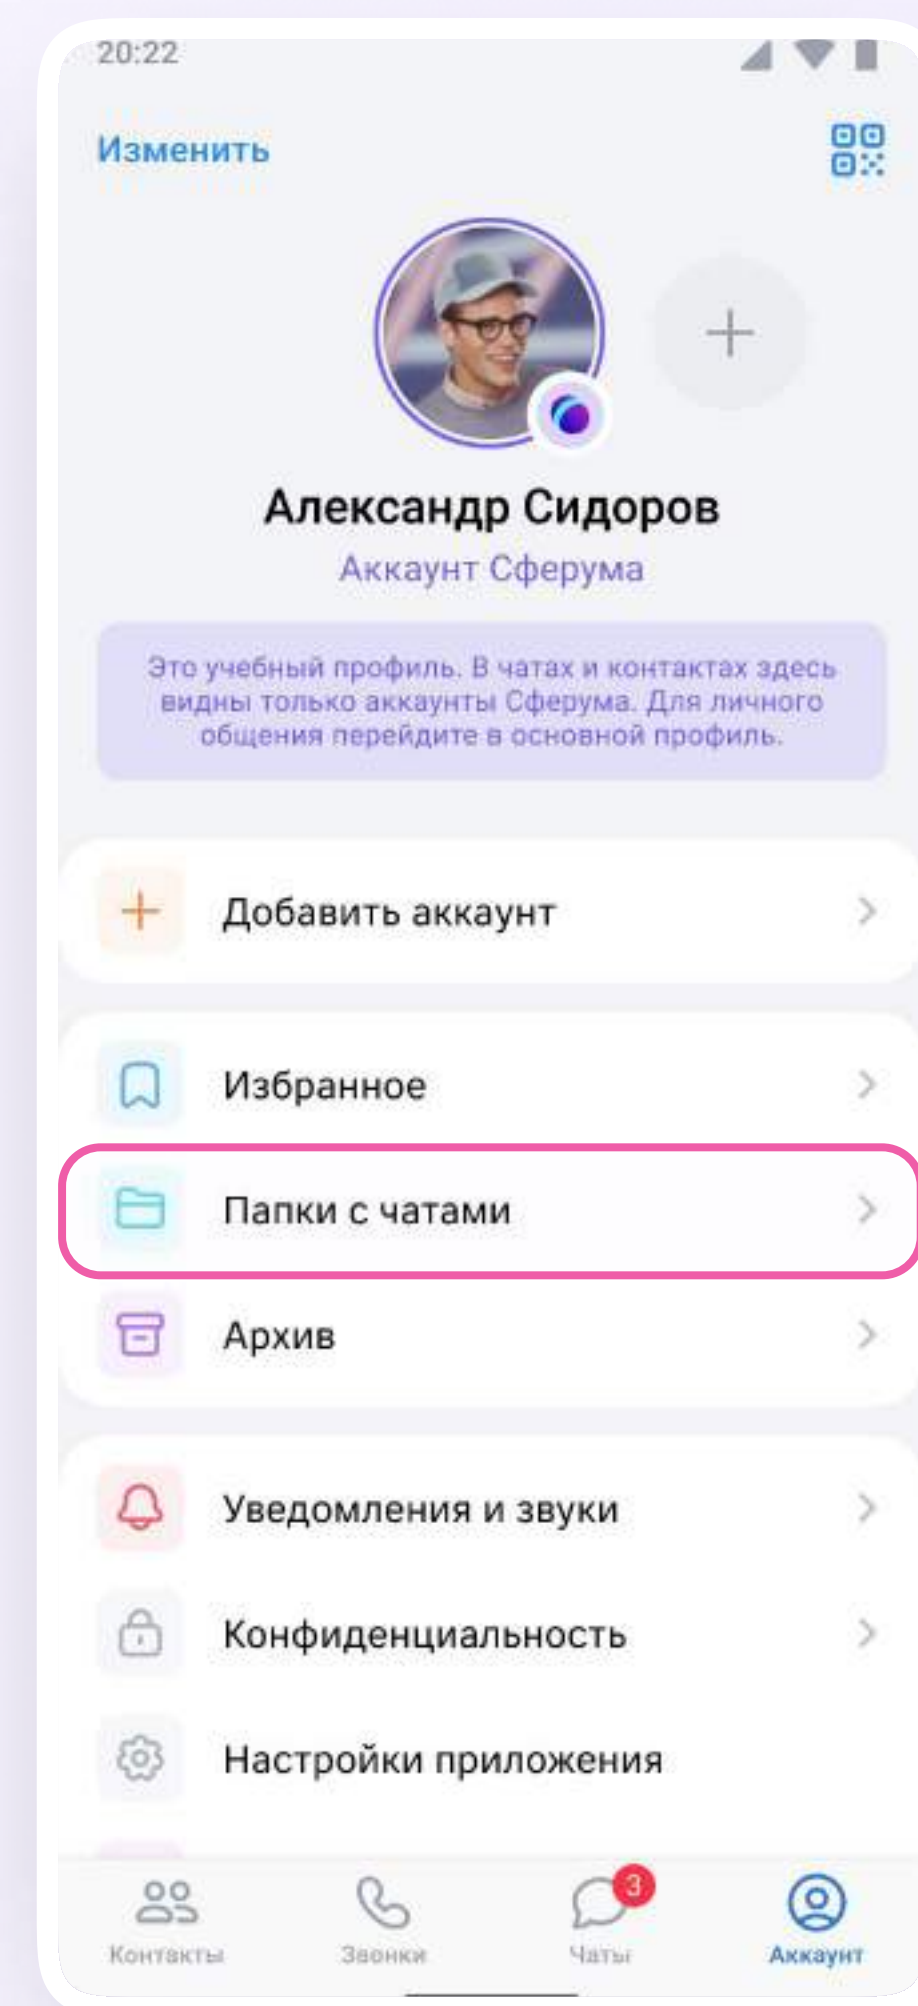 20:22
Изменить
Александр Сидоров
Аккаунт Сферума
Это учебный профиль. В чатах и контактах здесь
видны только аккаунты Сферума. Для личного
общения перейдите в основной профиль.
Добавить аккаунт
Избранное
Папки с чатами
Архив
Уведомления и звуки
Конфиденциальность
Настройки приложения
3
Контакты Звонки Чаты Аккаунт